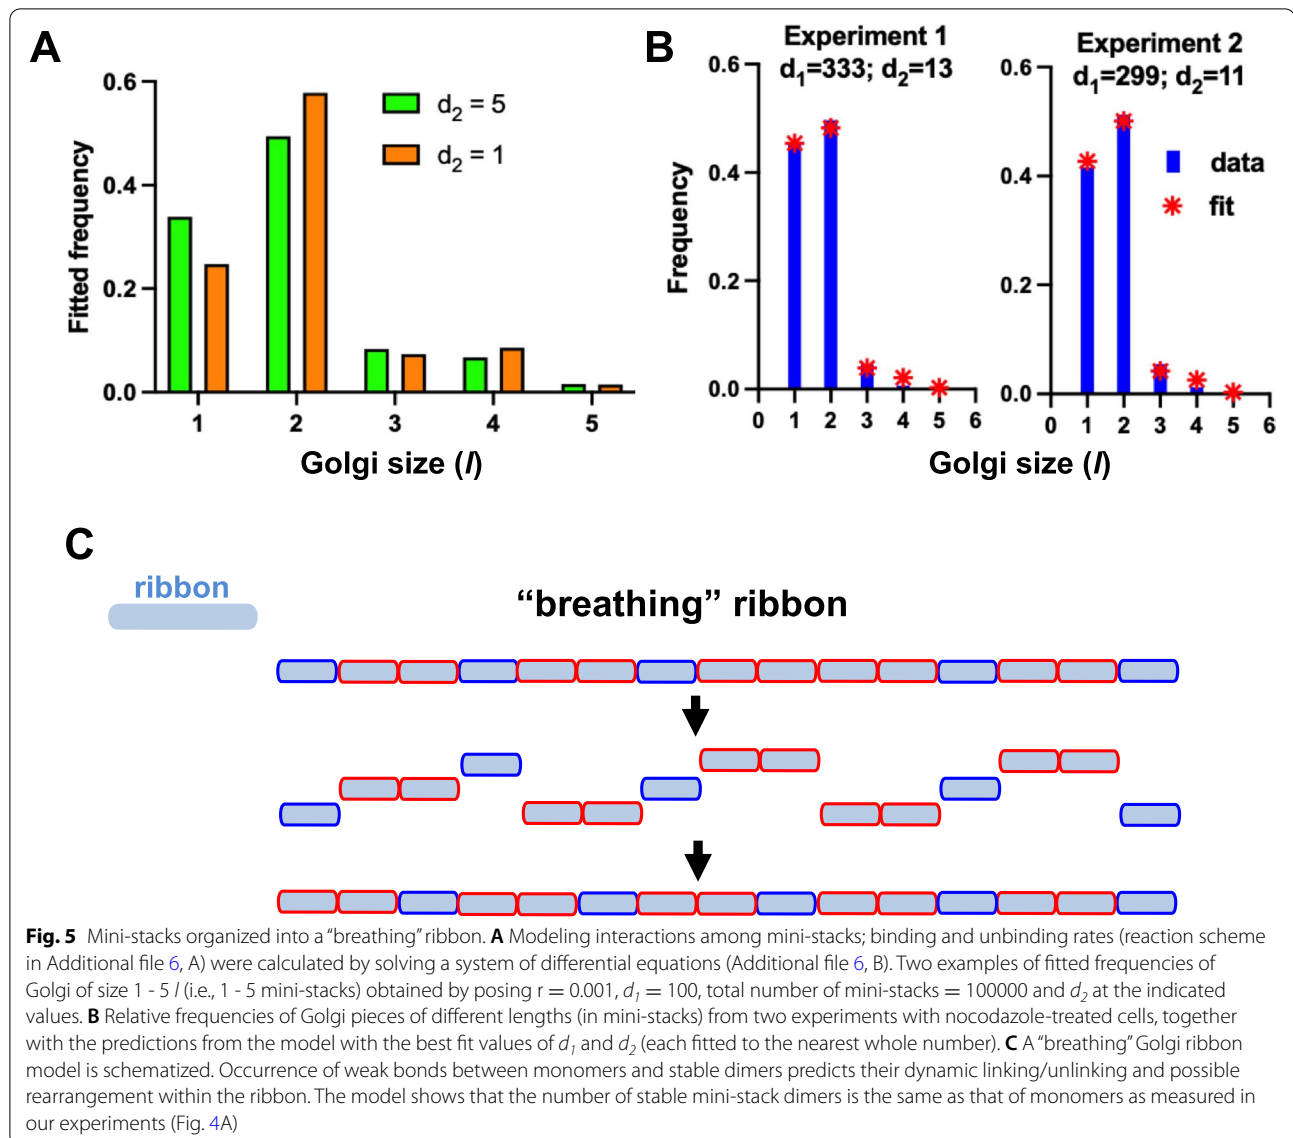 A
0.6
0.4
0.2
0.0
Fitted frequency
d2 = 5
d2 = 1
1 2 3 4 5
Golgi size (l)
B
Experiment 1
d1=333; d2=13
0.6
0.4
0.2
0.0
Frequency
0 1 2 3 4 5 6
Experiment 2
d1=299; d2=11
0.6
0.4
0.2
0.0
data
fit
0 1 2 3 4 5 6
Golgi size (l)
C
ribbon
“breathing” ribbon
Fig. 5 Mini-stacks organized into a “breathing” ribbon. A Modeling interactions among mini-stacks; binding and unbinding rates (reaction scheme
in Additional file 6, A) were calculated by solving a system of differential equations (Additional file 6, B). Two examples of fitted frequencies of
Golgi of size 1 - 5 l (i.e., 1 - 5 mini-stacks) obtained by posing r = 0.001, d1 = 100, total number of mini-stacks = 100000 and d2 at the indicated
values. B Relative frequencies of Golgi pieces of different lengths (in mini-stacks) from two experiments with nocodazole-treated cells, together
with the predictions from the model with the best fit values of d1 and d2 (each fitted to the nearest whole number). C A “breathing” Golgi ribbon
model is schematized. Occurrence of weak bonds between monomers and stable dimers predicts their dynamic linking/unlinking and possible
rearrangement within the ribbon. The model shows that the number of stable mini-stack dimers is the same as that of monomers as measured in
our experiments (Fig. 4A)